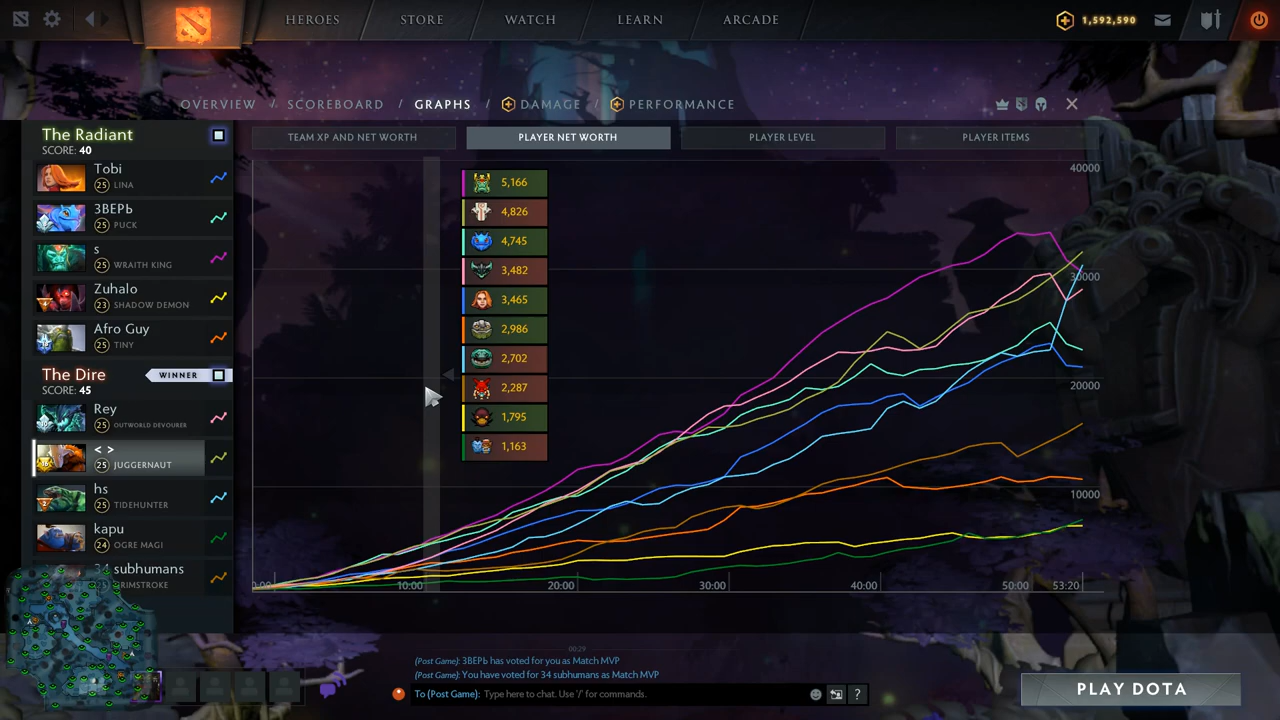 HEROES
STORE
WATCH
LEARN
ARCADE
1,592,590
OVERVIEW / SCOREBOARD / GRAPHS / DAMAGE / PERFORMANCE
The Radiant
SCORE: 40
Tobi
25 LINA
ЗВЕРЬ
25 PUCK
s
25 WRAITH KING
Zuhalo
23 SHADOW DEMON
Afro Guy
25 TINY
The Dire
WINNER
SCORE: 45
Rey
25 OUTWORLD DEVOURER
< >
25 JUGGERNAUT
hs
25 TIDEHUNTER
kapu
24 OGRE MAGI
34 subhumans
GRIMSTROKE
TEAM XP AND NET WORTH
PLAYER NET WORTH
PLAYER LEVEL
PLAYER ITEMS
5,166
4,826
4,745
3,482
3,465
2,986
2,702
2,287
1,795
1,163
40000
30000
20000
10000
0:00
10:00
20:00
30:00
40:00
50:00
53:20
00:29
(Post Game): ЗВЕРЬ has voted for you as Match MVP
(Post Game): You have voted for 34 subhumans as Match MVP
To (Post Game): Type here to chat. Use '/' for commands.
?
PLAY DOTA